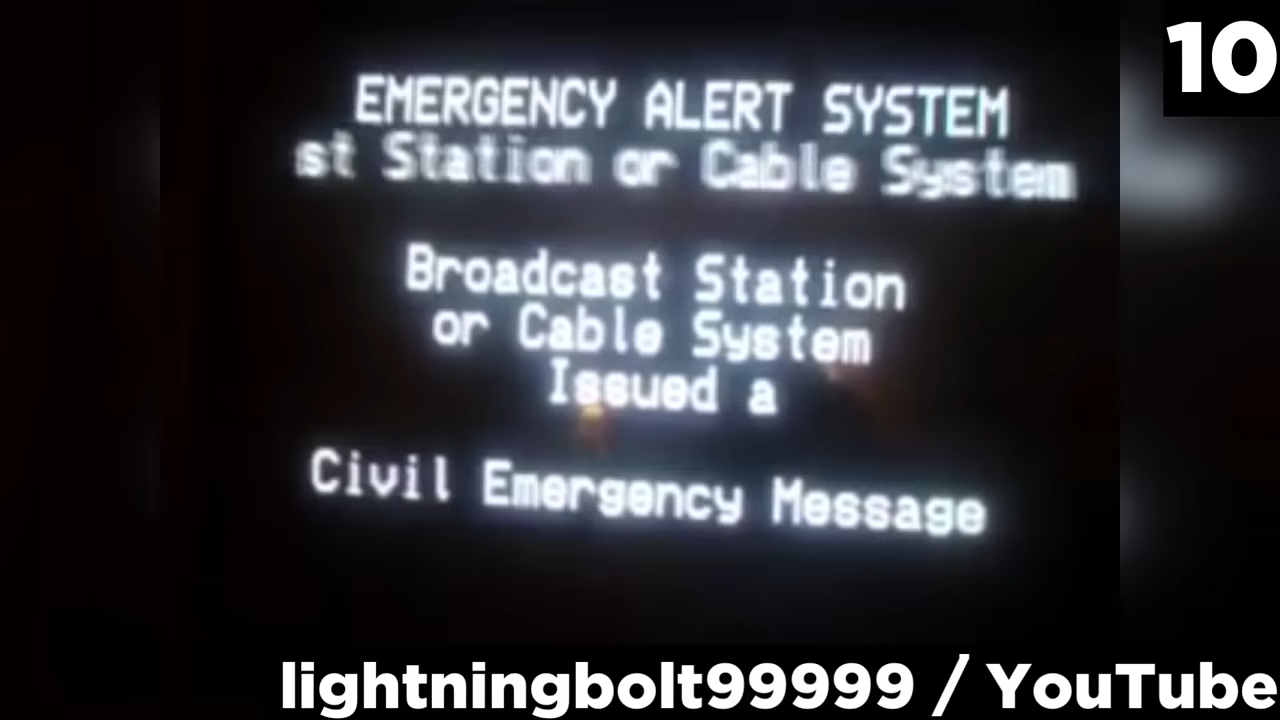 10
EMERGENCY ALERT SYSTEM
st Station or Cable System
Broadcast Station
or Cable System
Issued a
Civil Emergency Message
lightningbolt99999 / YouTube